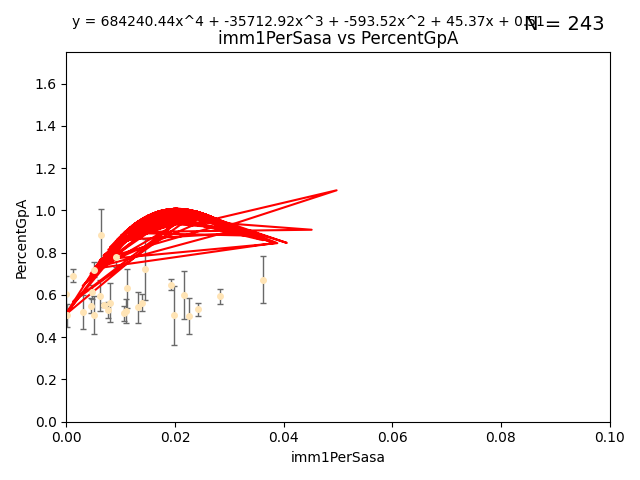 y = 684240.44x^4 + -35712.92x^3 + -593.52x^2 + 45.37x + 0.51
N = 243
imm1PerSasa vs PercentGpA
PercentGpA
1.6
1.4
1.2
1.0
0.8
0.6
0.4
0.2
0.0
0.00 0.02 0.04 0.06 0.08 0.10
imm1PerSasa